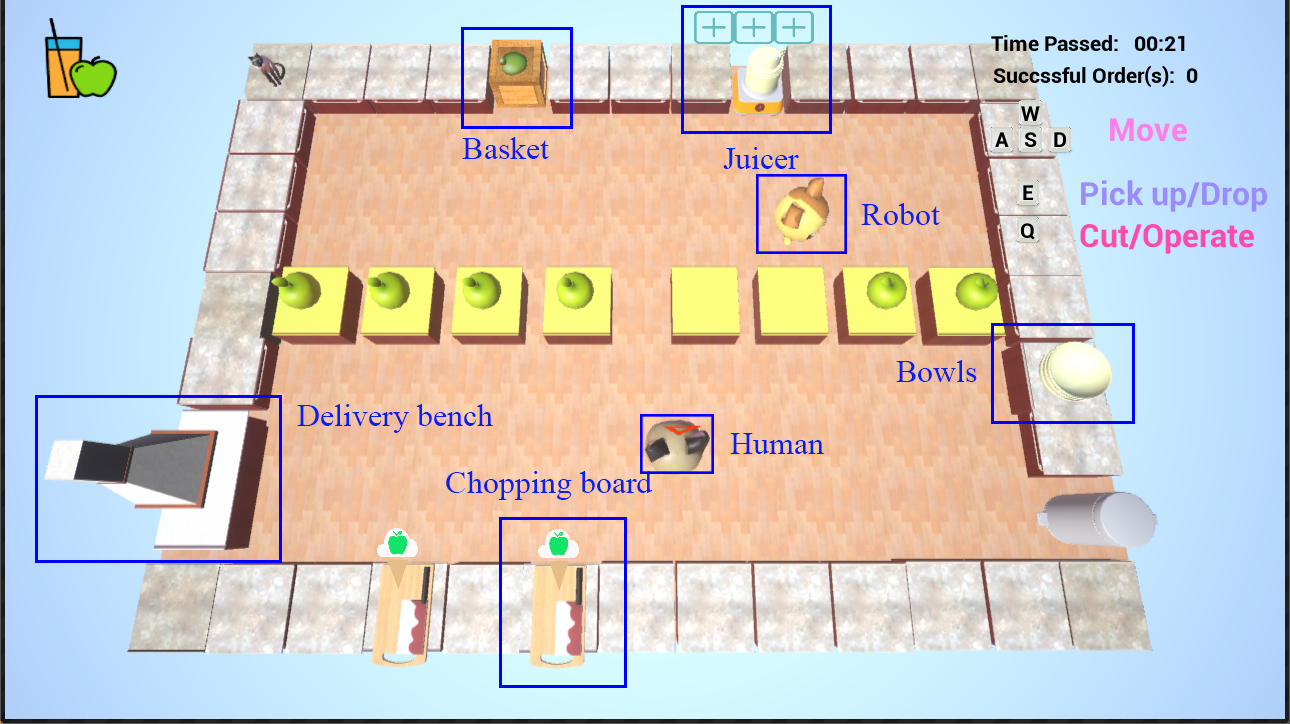 Time Passed: 00:21
Succssful Order(s): 0
W
A S D
Move
Basket
Juicer
E
Pick up/Drop
Robot
Q
Cut/Operate
Bowls
Delivery bench
Human
Chopping board